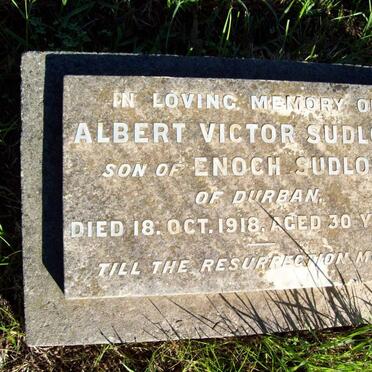 IN LOVING MEMORY O
ALBERT VICTOR SUDLO
SON OF ENOCH SUDLO
OF DURBAN,
DIED 18. OCT. 1918. AGED 30 Y
TILL THE RESURRECTION M